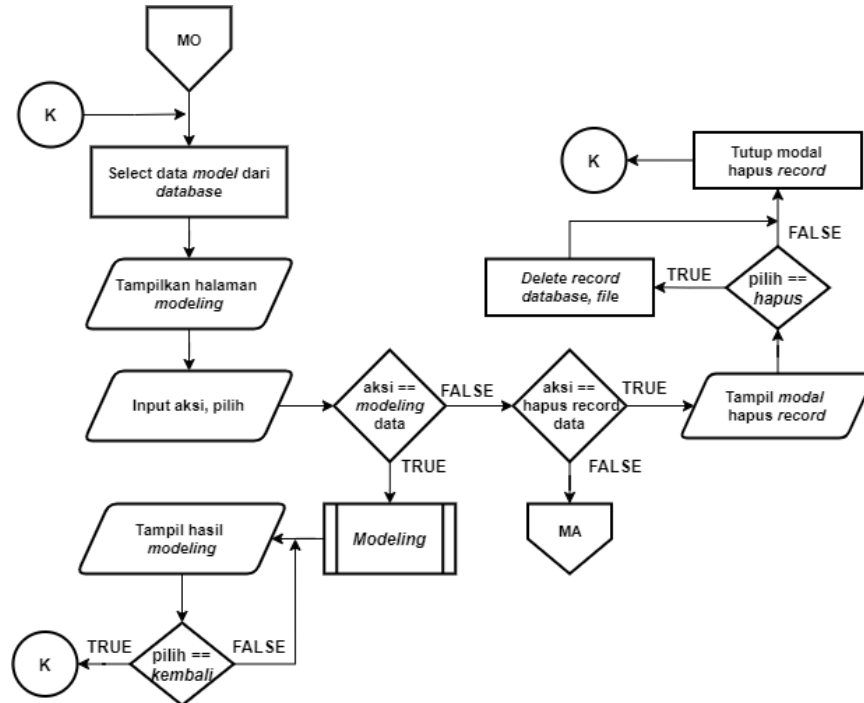 MO
K
Select data model dari
database
Tampilkan halaman
modeling
Input aksi, pilih
aksi ==
modeling
data
FALSE
TRUE
aksi ==
hapus record
data
TRUE
FALSE
Tampil modal
hapus record
pilih ==
hapus
TRUE
FALSE
Delete record
database, file
Tutup modal
hapus record
K
MA
Modeling
Tampil hasil
modeling
pilih ==
kembali
TRUE
FALSE
K